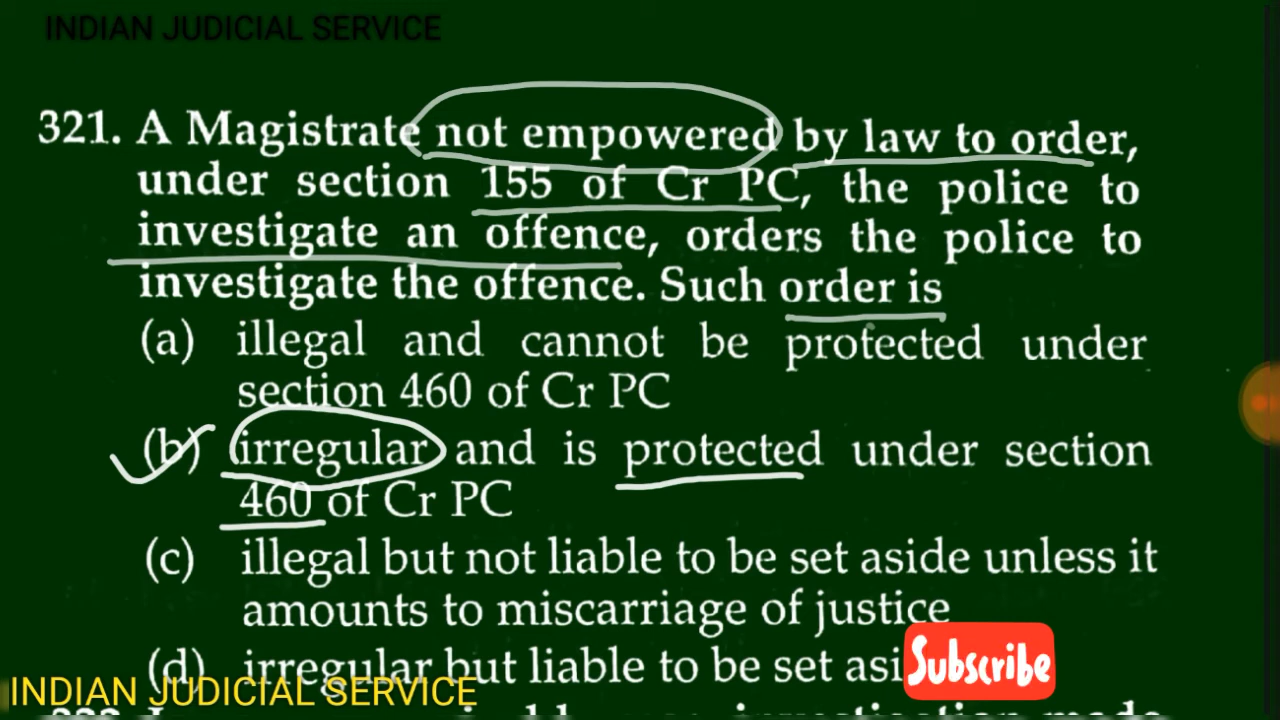 INDIAN JUDICIAL SERVICE
321. A Magistrate not empowered by law to order,
under section 155 of Cr PC, the police to
investigate an offence, orders the police to
investigate the offence. Such order is
(a) illegal and cannot be protected under
section 460 of Cr PC
(b) irregular and is protected under section
460 of Cr PC
(c) illegal but not liable to be set aside unless it
amounts to miscarriage of justice
(d) irregular but liable to be set asi
Subscribe
INDIAN JUDICIAL SERVICE